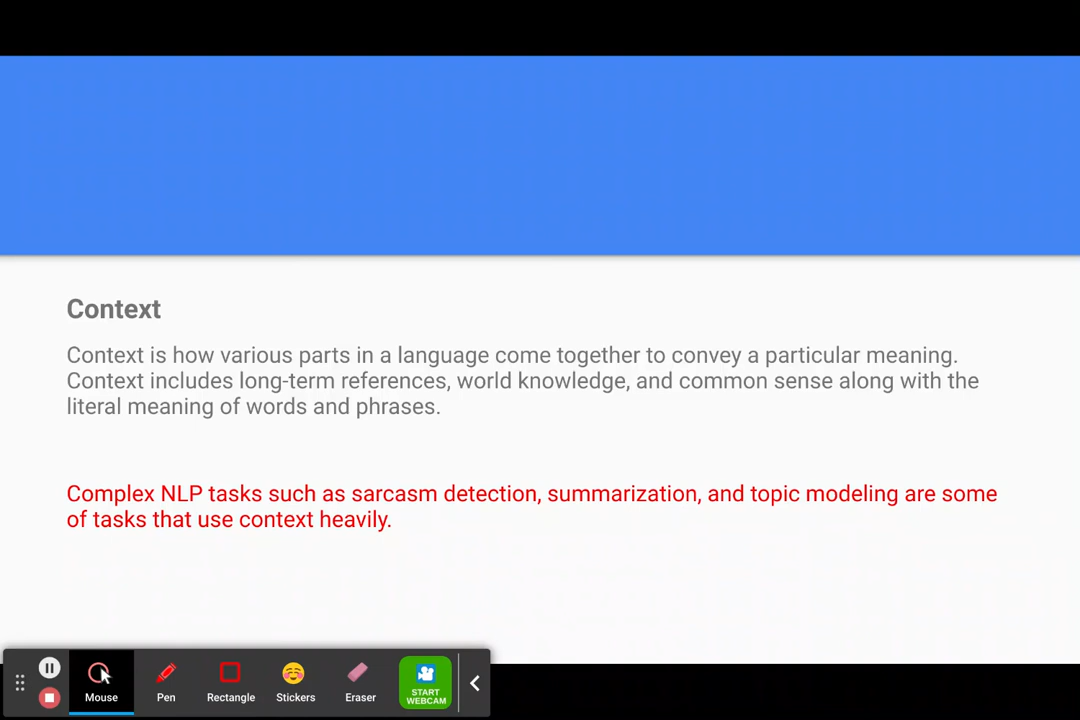 Context
Context is how various parts in a language come together to convey a particular meaning.
Context includes long-term references, world knowledge, and common sense along with the
literal meaning of words and phrases.
Complex NLP tasks such as sarcasm detection, summarization, and topic modeling are some
of tasks that use context heavily.
Mouse
Pen
Rectangle
Stickers
Eraser
START
WEBCAM